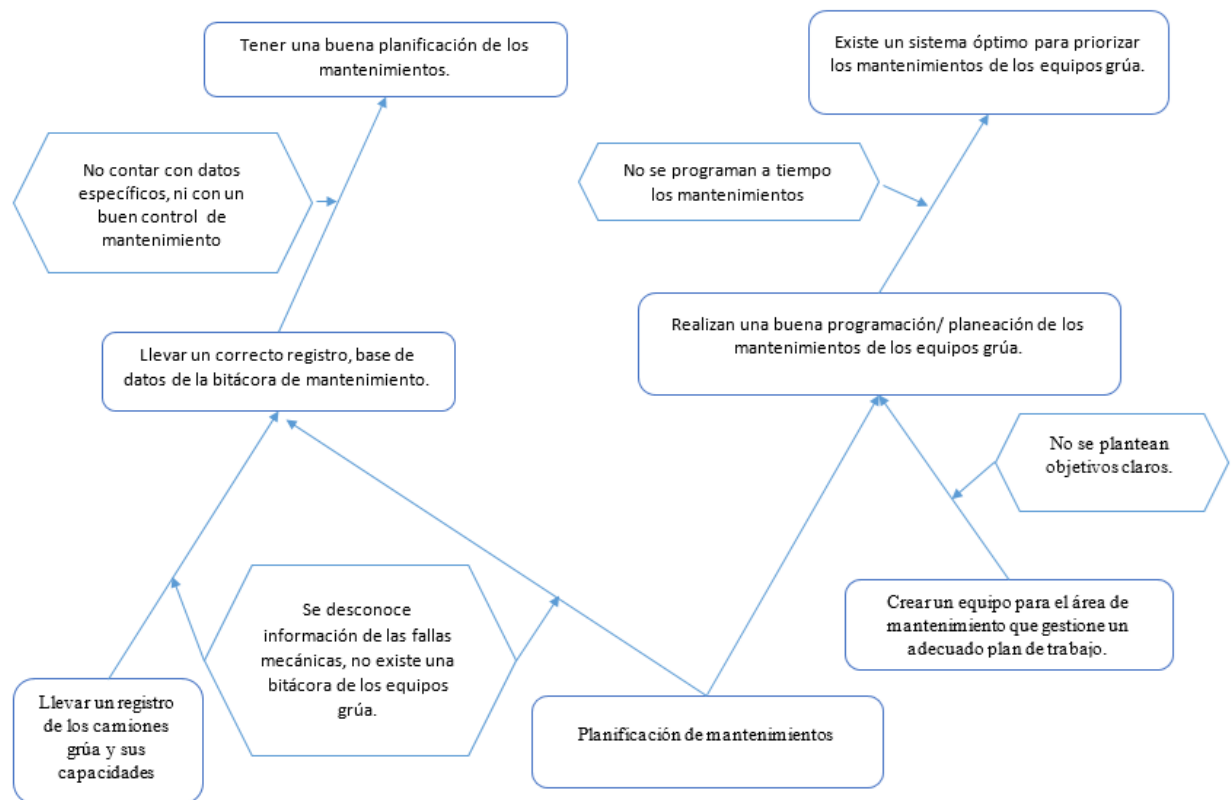 Tener una buena planificación de los
mantenimientos.
Existe un sistema óptimo para priorizar
los mantenimientos de los equipos grúa.
No contar con datos
específicos, ni con un
buen control de
mantenimiento
No se programan a tiempo
los mantenimientos
Llevar un correcto registro, base de
datos de la bitácora de mantenimiento.
Realizan una buena programación/ planeación de los
mantenimientos de los equipos grúa.
No se plantean
objetivos claros.
Se desconoce
información de las fallas
mecánicas, no existe una
bitácora de los equipos
grúa.
Crear un equipo para el área de
mantenimiento que gestione un
adecuado plan de trabajo.
Llevar un registro
de los camiones
grúa y sus
capacidades
Planificación de mantenimientos